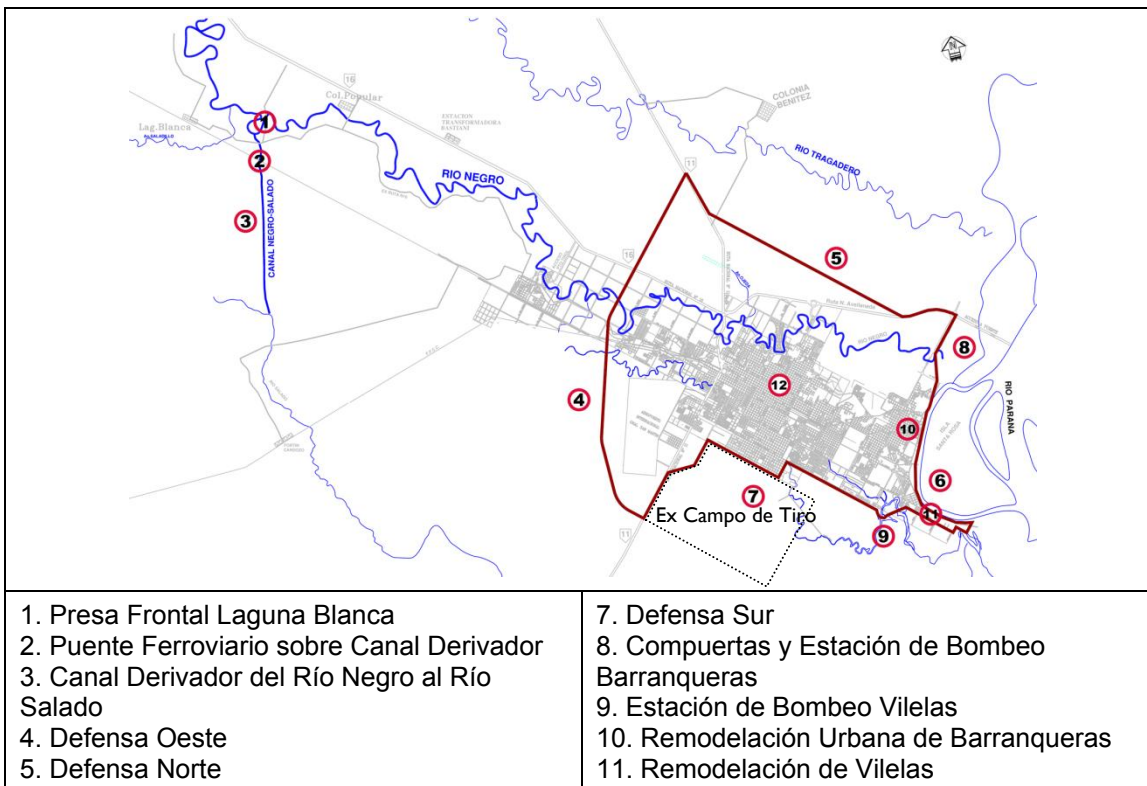 N
16
Col.Popular
11
COLONIA
BENITEZ
Lag.Blanca
1
ESTACION
TRANSFORMADORA
BASTIANI
2
RIO NEGRO
RIO TRAGADERO
3
CANAL NEGRO-SALADO
16
5
8
4
12
RIO PARANA
10
ISLA
SANTA ROSA
6
7
Ex Campo de Tiro
11
11
9
1. Presa Frontal Laguna Blanca
2. Puente Ferroviario sobre Canal Derivador
3. Canal Derivador del Río Negro al Río
Salado
4. Defensa Oeste
5. Defensa Norte
7. Defensa Sur
8. Compuertas y Estación de Bombeo
Barranqueras
9. Estación de Bombeo Vilelas
10. Remodelación Urbana de Barranqueras
11. Remodelación de Vilelas